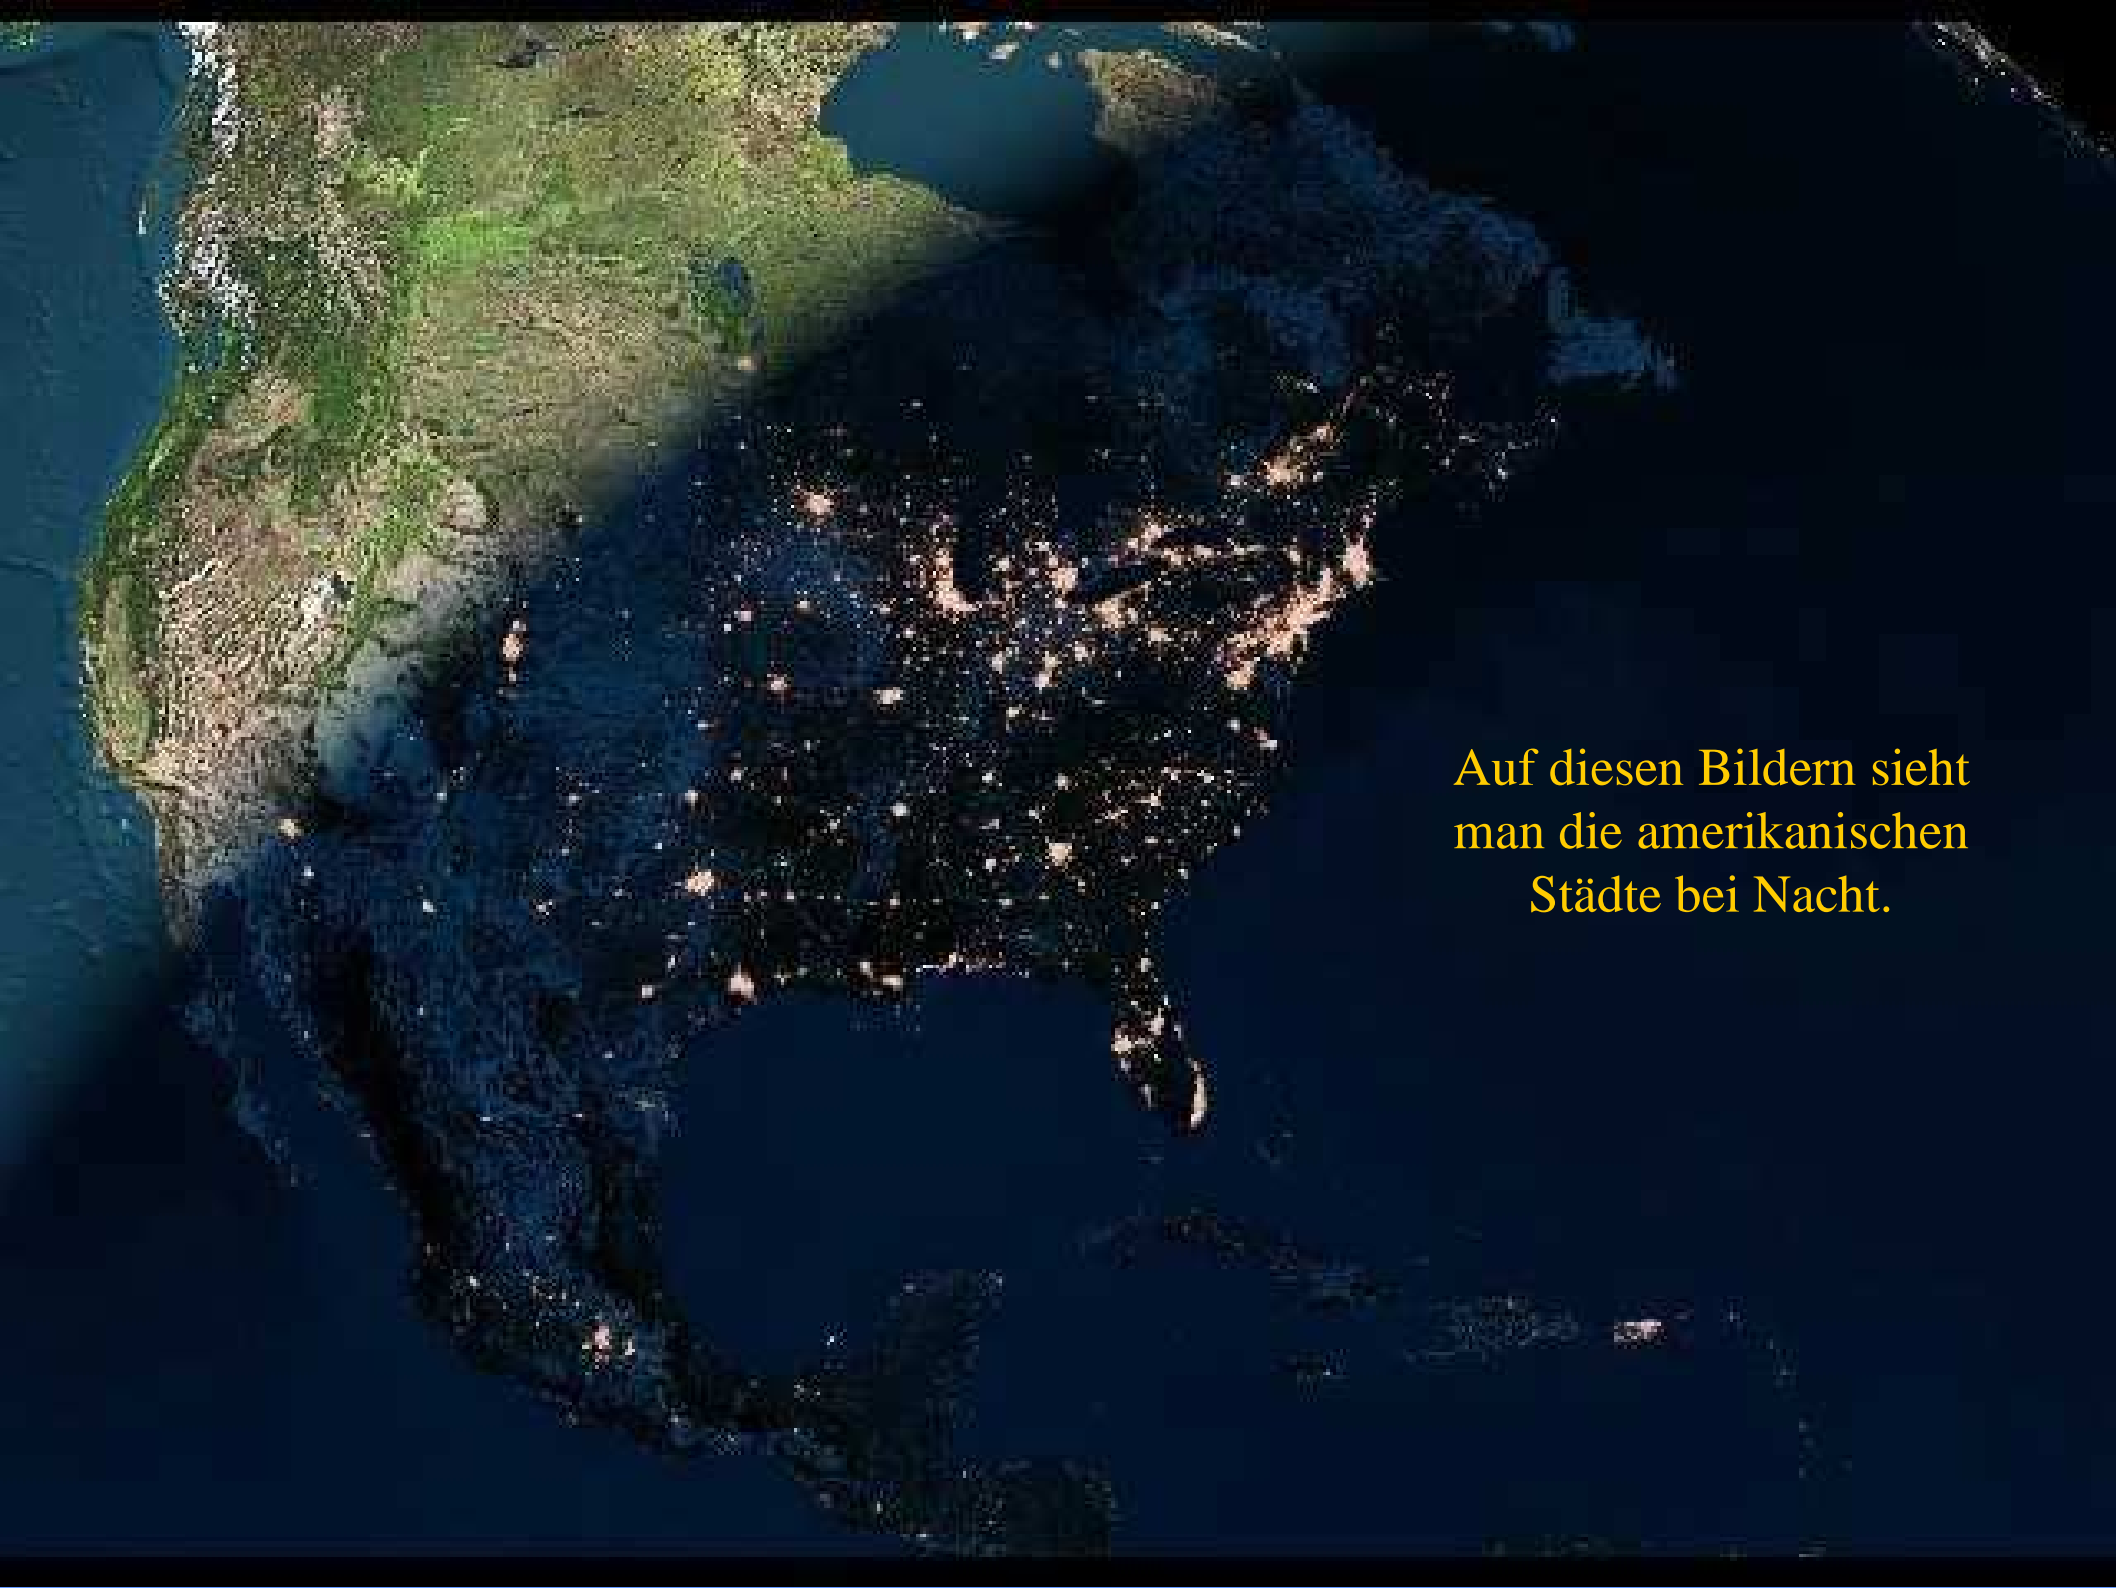 Auf diesen Bildern sieht
man die amerikanischen
Städte bei Nacht.